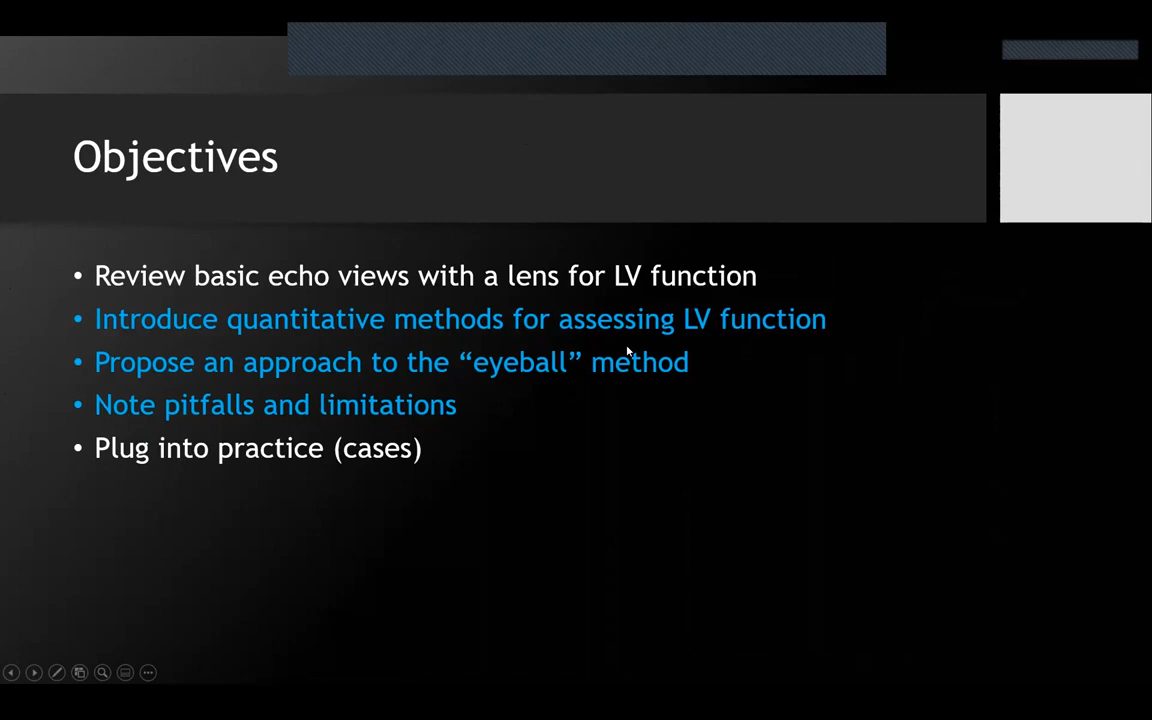 Objectives
• Review basic echo views with a lens for LV function
• Introduce quantitative methods for assessing LV function
• Propose an approach to the “eyeball” method
• Note pitfalls and limitations
• Plug into practice (cases)